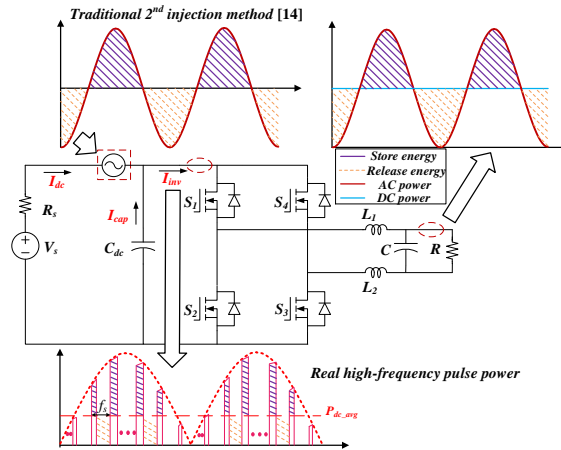 Traditional 2nd injection method [14]
Store energy
Release energy
AC power
DC power
Idc
Iinv
Rs
Icap
S1
S4
L1
Vs
Cdc
C
R
L2
S2
S3
Real high-frequency pulse power
Pdc_avg
fs